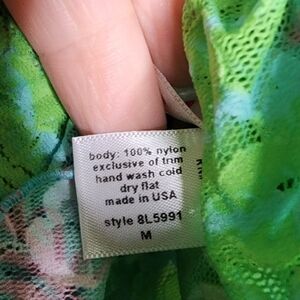 body: 100% nylon
exclusive of trim
hand wash cold
dry flat
made in USA
style 8L5991
M